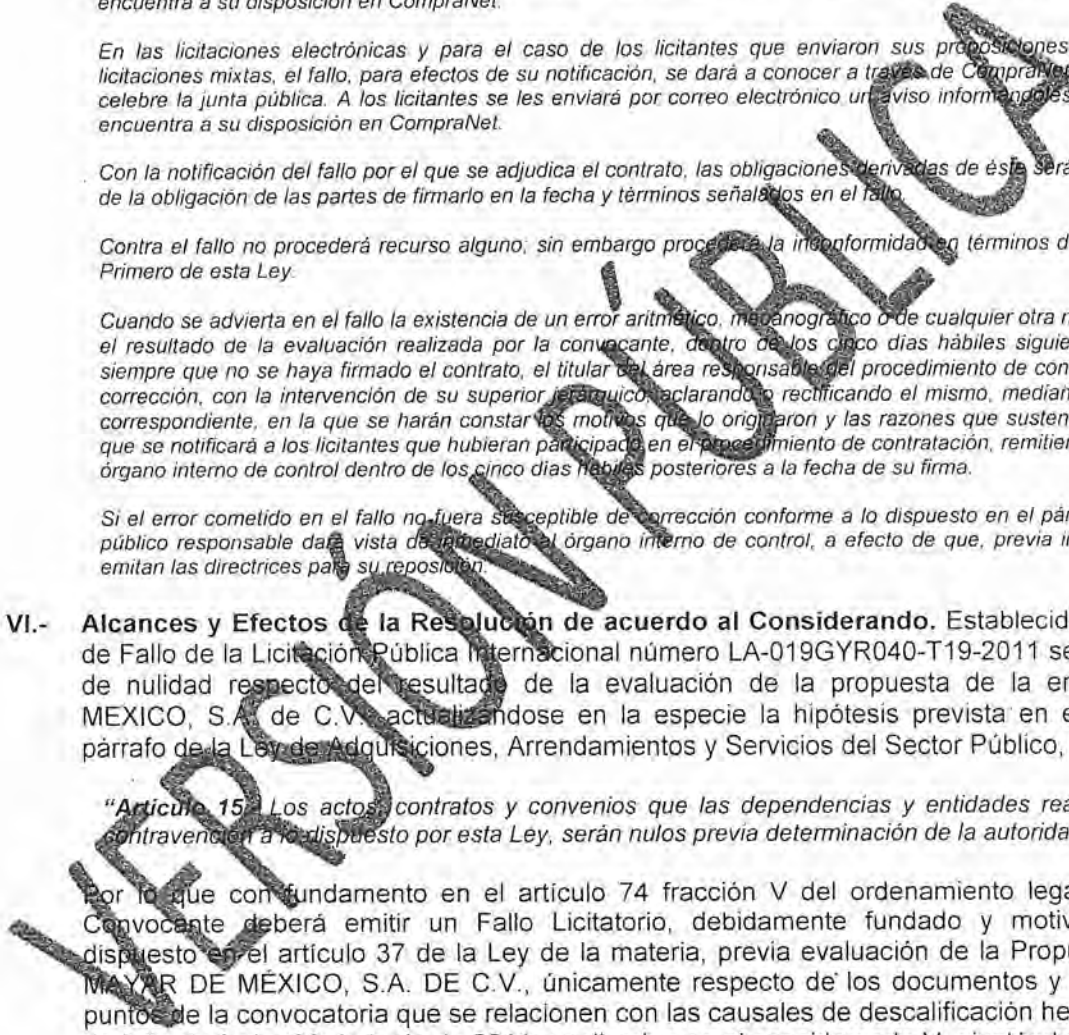 encuentra a su disposición en CompraNet.
En las licitaciones electrónicas y para el caso de los licitantes que enviaron sus proposiciones
licitaciones mixtas, el fallo, para efectos de su notificación, se dará a conocer a través de CompraNet
celebre la junta pública. A los licitantes se les enviará por correo electrónico un aviso informándoles
encuentra a su disposición en CompraNet.
Con la notificación del fallo por el que se adjudica el contrato, las obligaciones derivadas de éste será
de la obligación de las partes de firmarlo en la fecha y términos señalados en el fallo.
Contra el fallo no procederá recurso alguno; sin embargo procederá la inconformidad en términos d
Primero de esta Ley.
Cuando se advierta en el fallo la existencia de un error aritmético, mecanográfico o de cualquier otra n
el resultado de la evaluación realizada por la convocante, dentro de los cinco días hábiles siguie
siempre que no se haya firmado el contrato, el titular del área responsable del procedimiento de con
corrección, con la intervención de su superior jerárquico, aclarando o rectificando el mismo, median
correspondiente, en la que se harán constar los motivos que lo originaron y las razones que susten
que se notificará a los licitantes que hubieran participado en el procedimiento de contratación, remitier
órgano interno de control dentro de los cinco días hábiles posteriores a la fecha de su firma.
Si el error cometido en el fallo no fuera susceptible de corrección conforme a lo dispuesto en el pár
público responsable dará vista de inmediato al órgano interno de control, a efecto de que, previa i
emitan las directrices para su reposición.
VI.- Alcances y Efectos de la Resolución de acuerdo al Considerando. Establecid
de Fallo de la Licitación Pública Internacional número LA-019GYR040-T19-2011 se
de nulidad respecto del resultado de la evaluación de la propuesta de la en
MEXICO, S.A. de C.V., actualizándose en la especie la hipótesis prevista en e
párrafo de la Ley de Adquisiciones, Arrendamientos y Servicios del Sector Público,
"Artículo 15. Los actos, contratos y convenios que las dependencias y entidades rea
contravención a lo dispuesto por esta Ley, serán nulos previa determinación de la autorida
Por lo que con fundamento en el artículo 74 fracción V del ordenamiento lega
Convocante deberá emitir un Fallo Licitatorio, debidamente fundado y motiv
dispuesto en el artículo 37 de la Ley de la materia, previa evaluación de la Propu
MAYAR DE MÉXICO, S.A. DE C.V., únicamente respecto de los documentos y
puntos de la convocatoria que se relacionen con las causales de descalificación he
VERSIÓN PÚBLICA